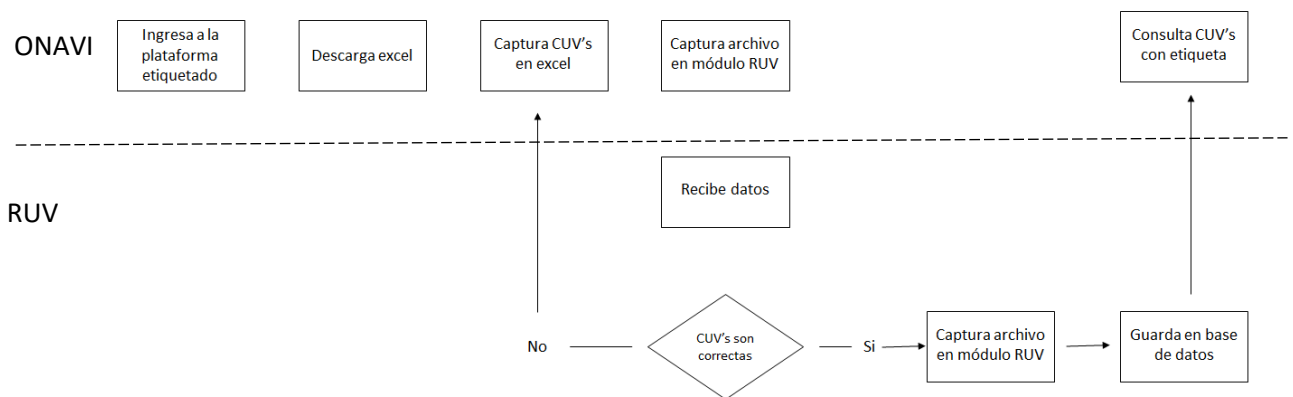 ONAVI
Ingresa a la
plataforma
etiquetado
Descarga excel
Captura CUV's
en excel
Captura archivo
en módulo RUV
Consulta CUV's
con etiqueta
RUV
Recibe datos
No
CUV's son
correctas
Si
Captura archivo
en módulo RUV
Guarda en base
de datos